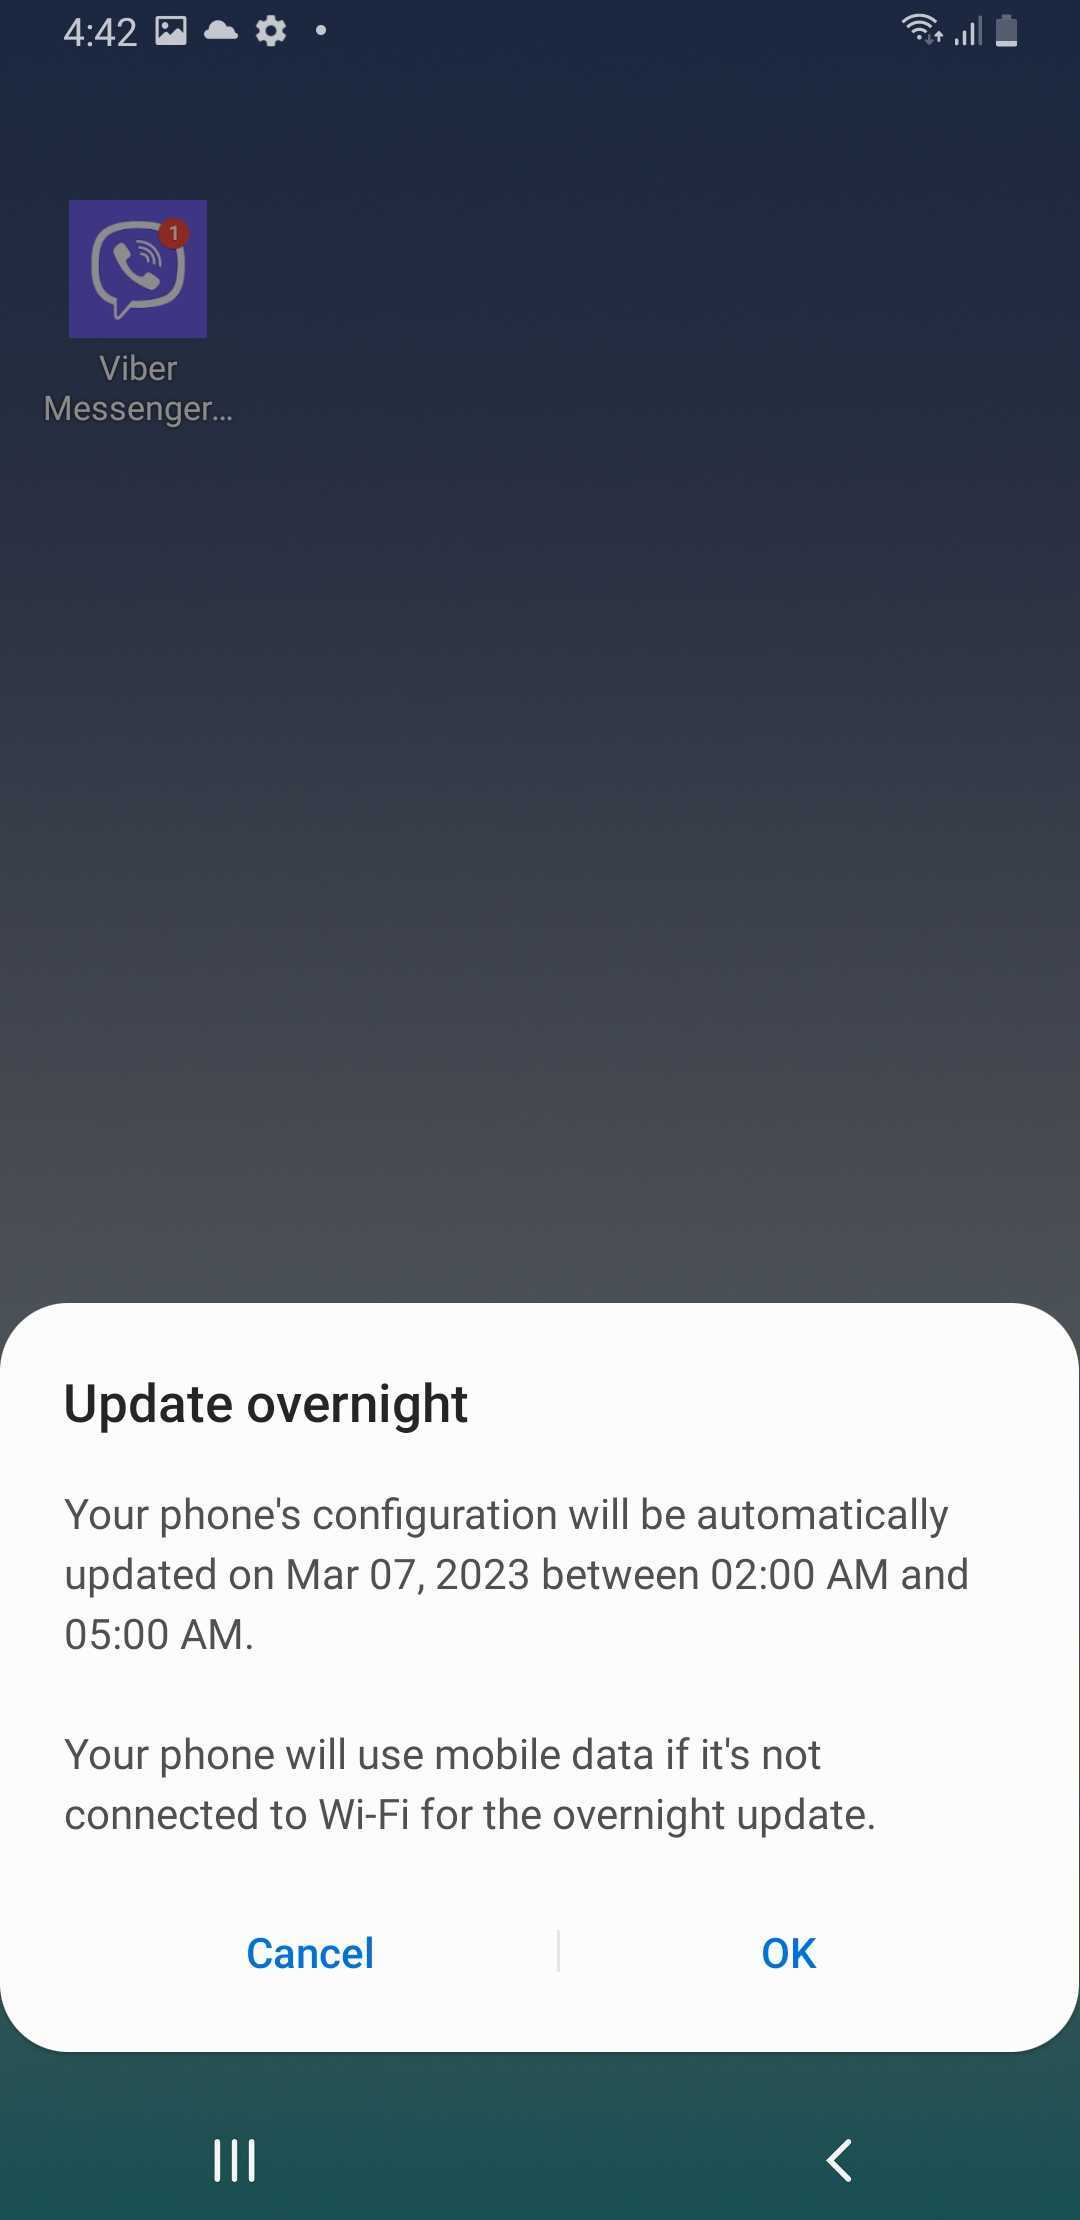 4:42
1
Viber
Messenger...
Update overnight
Your phone's configuration will be automatically
updated on Mar 07, 2023 between 02:00 AM and
05:00 AM.
Your phone will use mobile data if it's not
connected to Wi-Fi for the overnight update.
Cancel
OK